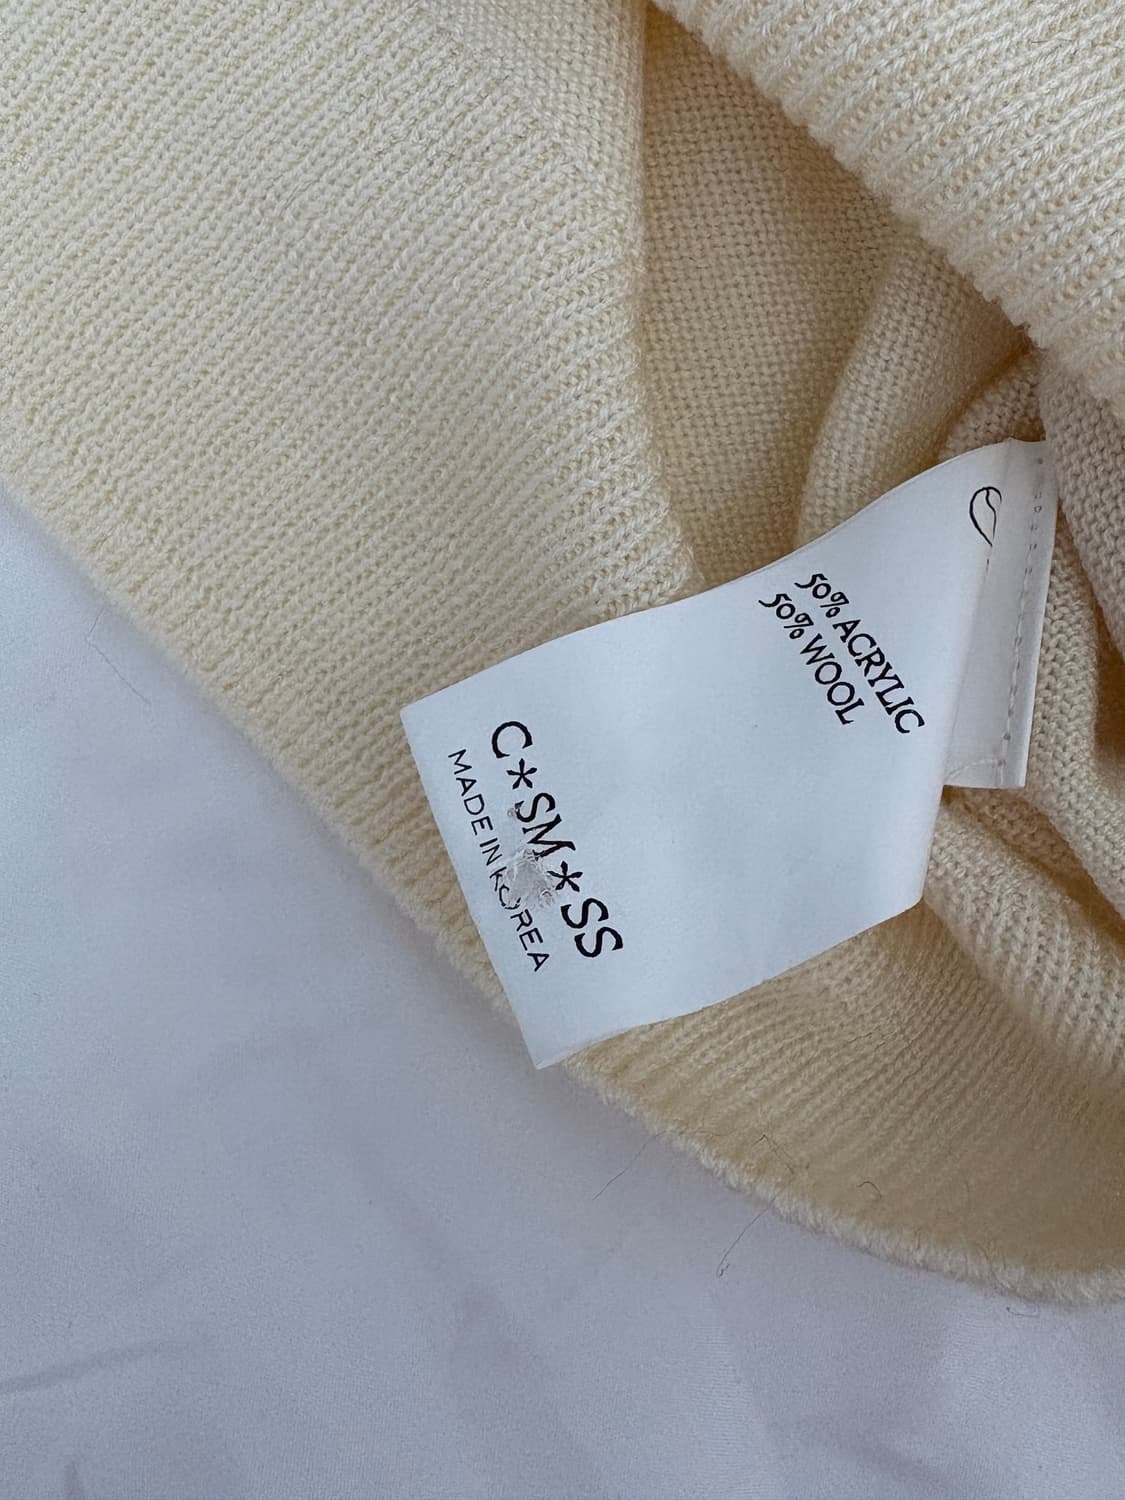 50% ACRYLIC
50% WOOL
C*SM*SS
MADE IN KOREA